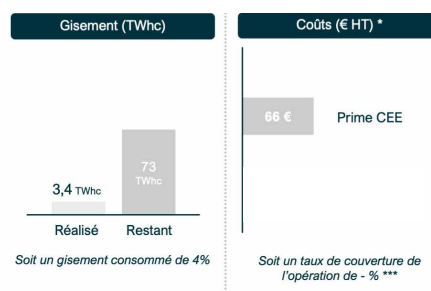 Gisement (TWhc)
73
TWhc
3,4 TWhc
Réalisé
Restant
Soit un gisement consommé de 4%
Coûts (€ HT) *
66 €
Prime CEE
Soit un taux de couverture de
l'opération de - % ***